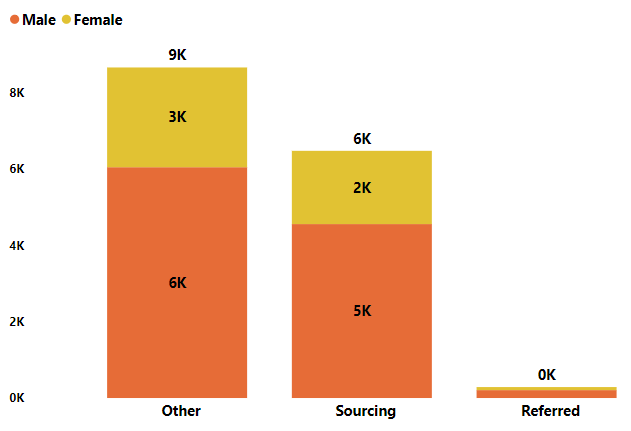 Male Female
9K
8K
3K
6K
6K
2K
4K
6K
5K
2K
0K
0K
Other Sourcing Referred